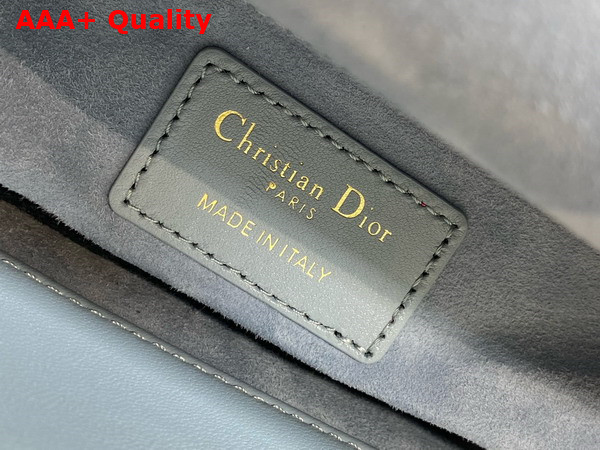 AAA+ Quality
Christian Dior
PARIS
MADE IN ITALY